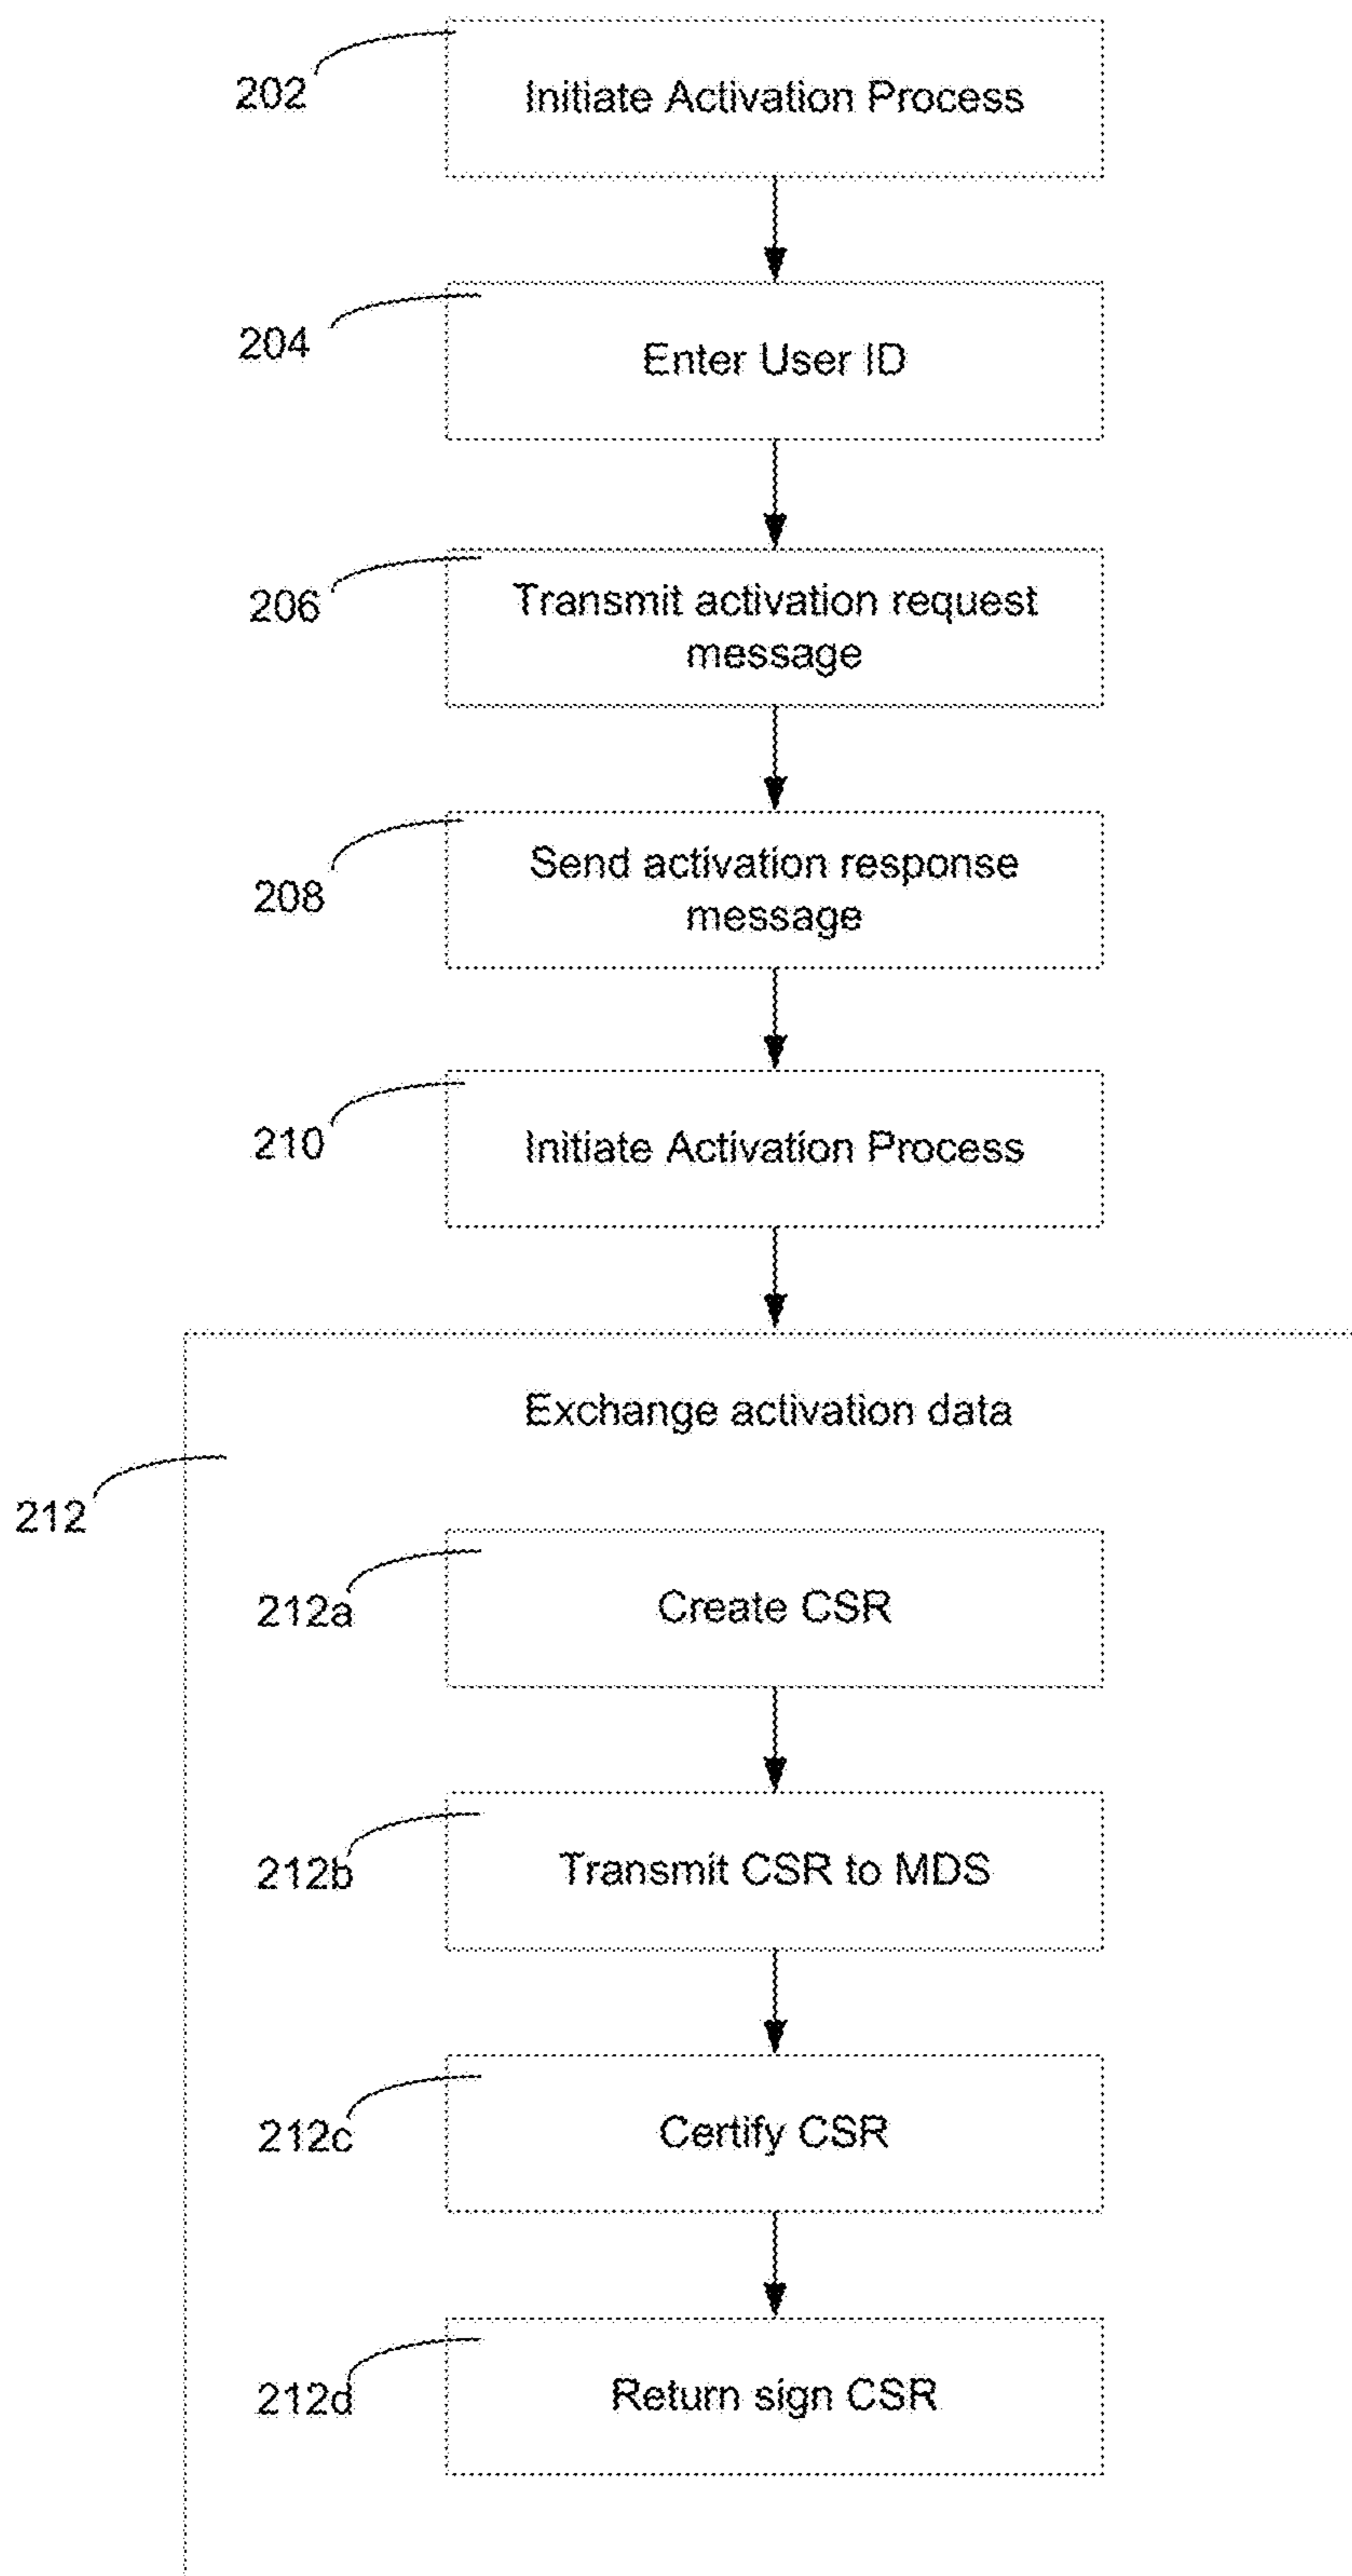 202
Initiate Activation Process
204
Enter User ID
206
Transmit activation request
message
208
Send activation response
message
210
Initiate Activation Process
Exchange activation data
212
212a
Create CSR
212b
Transmit CSR to MDS
212c
Certify CSR
212d
Return sign CSR